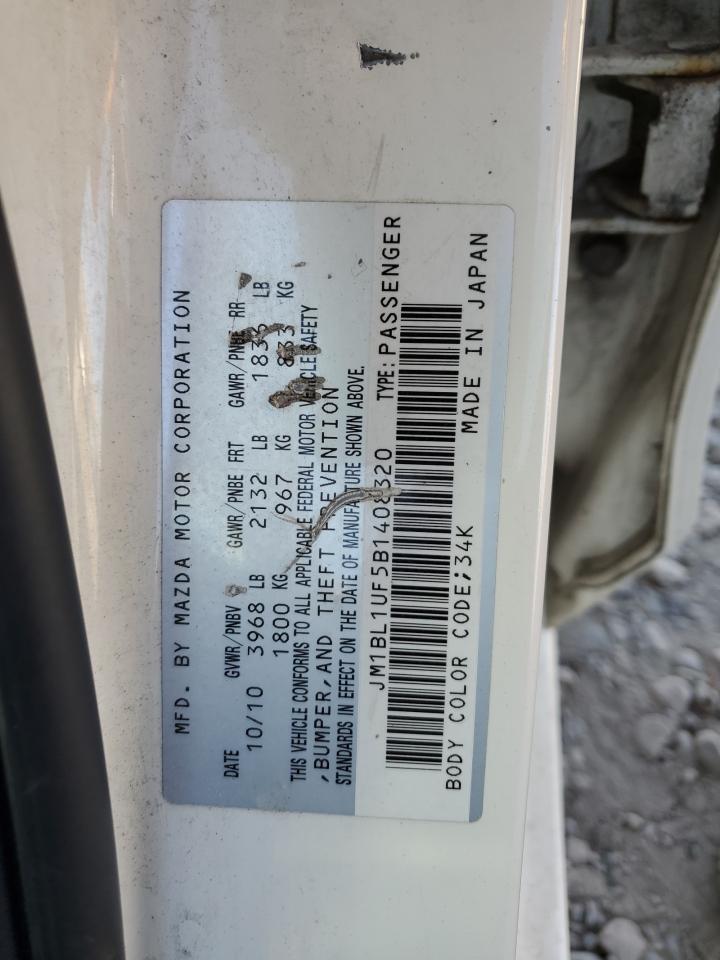 MFD. BY MAZDA MOTOR CORPORATION
DATE GVWR/PNBV GAWR/PNBE FRT GAWR/PNBE RR
10/10 3968 LB 2132 LB 1835 LB
1800 KG 967 KG 833 KG
THIS VEHICLE CONFORMS TO ALL APPLICABLE FEDERAL MOTOR VEHICLE SAFETY
,BUMPER,AND THEFT PREVENTION
STANDARDS IN EFFECT ON THE DATE OF MANUFACTURE SHOWN ABOVE.
JM1BL1UF5B1408320 TYPE:PASSENGER
BODY COLOR CODE;34K MADE IN JAPAN